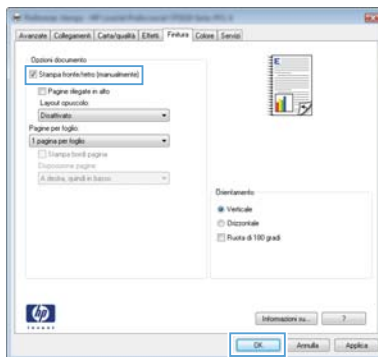 Avanzate Collegamenti Carta/qualità Effetti Finitura Colore Servizi
Opzioni documento
Stampa fronte/retro (manualmente)
Pagine rilegate in alto
Layout opuscolo:
Disattivato
Pagine per foglio:
1 pagina per foglio
Stampa bordi pagina
Disposizione pagine:
A destra, quindi in basso
Orientamento
Verticale
Orizzontale
Ruota di 180 gradi
hp
Informazioni su... ?
OK Annulla Applica